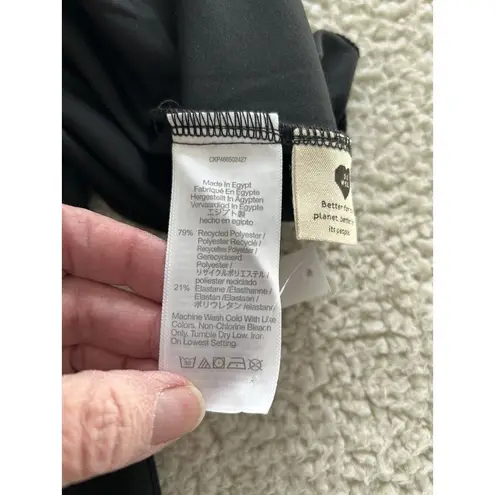 Made In Egypt
Fabriqué En Égypte
Hergestellt In Ägypten
Vervaardigd In Egypte
エジプト製
hecho en egipto
79% Recycled Polyester/
Polyester Recyclé/
Recyceltes Polyester/
Gerecycleerd
Polyester/
リサイクルポリエステル/
poliester reciclado
21% Elastane/Elasthanne/
Elastan/Elastaan/
ポリウレタン/elastano
Machine Wash Cold With Like
Colors, Non-Chlorine Bleach
Only. Tumble Dry Low. Iron
On Lowest Setting.
Better for
planet better
its people